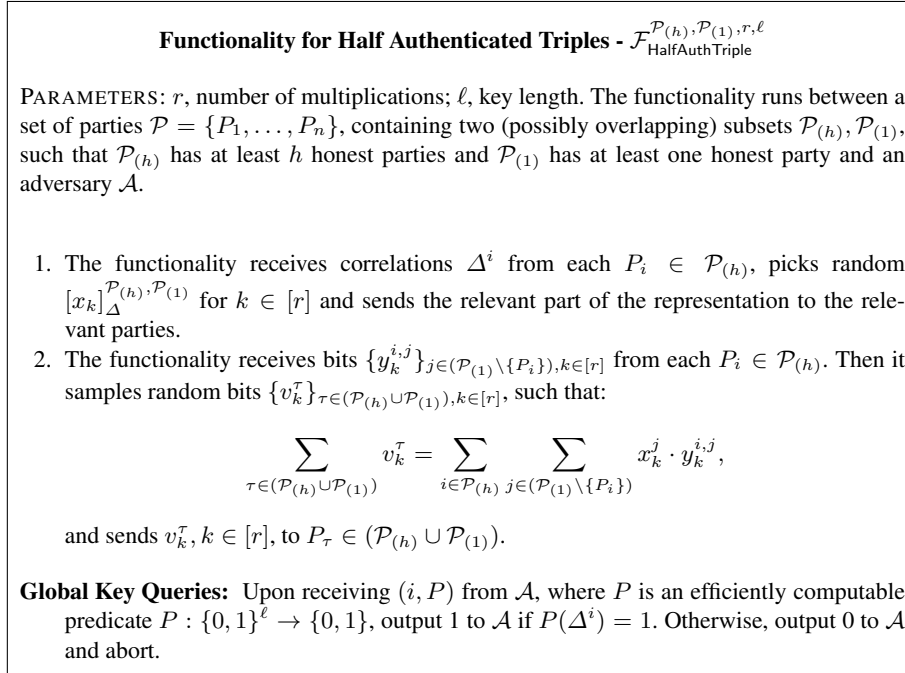 Functionality for Half Authenticated Triples - $\mathcal{F}_{\mathsf{HalfAuthTriple}}^{\mathcal{P}_{(h)},\mathcal{P}_{(1)},r,\ell}$
PARAMETERS: $r$, number of multiplications; $\ell$, key length. The functionality runs between a
set of parties $\mathcal{P} = \{P_1, \ldots, P_n\}$, containing two (possibly overlapping) subsets $\mathcal{P}_{(h)}, \mathcal{P}_{(1)}$,
such that $\mathcal{P}_{(h)}$ has at least $h$ honest parties and $\mathcal{P}_{(1)}$ has at least one honest party and an
adversary $\mathcal{A}$.
1. The functionality receives correlations $\Delta^i$ from each $P_i \in \mathcal{P}_{(h)}$, picks random
$[x_k]_{\Delta}^{\mathcal{P}_{(h)},\mathcal{P}_{(1)}}$ for $k \in [r]$ and sends the relevant part of the representation to the rele-
vant parties.
2. The functionality receives bits $\{y_k^{i,j}\}_{j\in(\mathcal{P}_{(1)}\setminus\{P_i\}),k\in[r]}$ from each $P_i \in \mathcal{P}_{(h)}$. Then it
samples random bits $\{v_k^{\tau}\}_{\tau\in(\mathcal{P}_{(h)}\cup\mathcal{P}_{(1)}),k\in[r]}$, such that:
$\sum_{\tau\in(\mathcal{P}_{(h)}\cup\mathcal{P}_{(1)})} v_k^{\tau} = \sum_{i\in\mathcal{P}_{(h)}} \sum_{j\in(\mathcal{P}_{(1)}\setminus\{P_i\})} x_k^j \cdot y_k^{i,j},$
and sends $v_k^{\tau}, k \in [r]$, to $P_{\tau} \in (\mathcal{P}_{(h)} \cup \mathcal{P}_{(1)})$.
Global Key Queries: Upon receiving $(i, P)$ from $\mathcal{A}$, where $P$ is an efficiently computable
predicate $P : \{0, 1\}^{\ell} \to \{0, 1\}$, output 1 to $\mathcal{A}$ if $P(\Delta^i) = 1$. Otherwise, output 0 to $\mathcal{A}$
and abort.